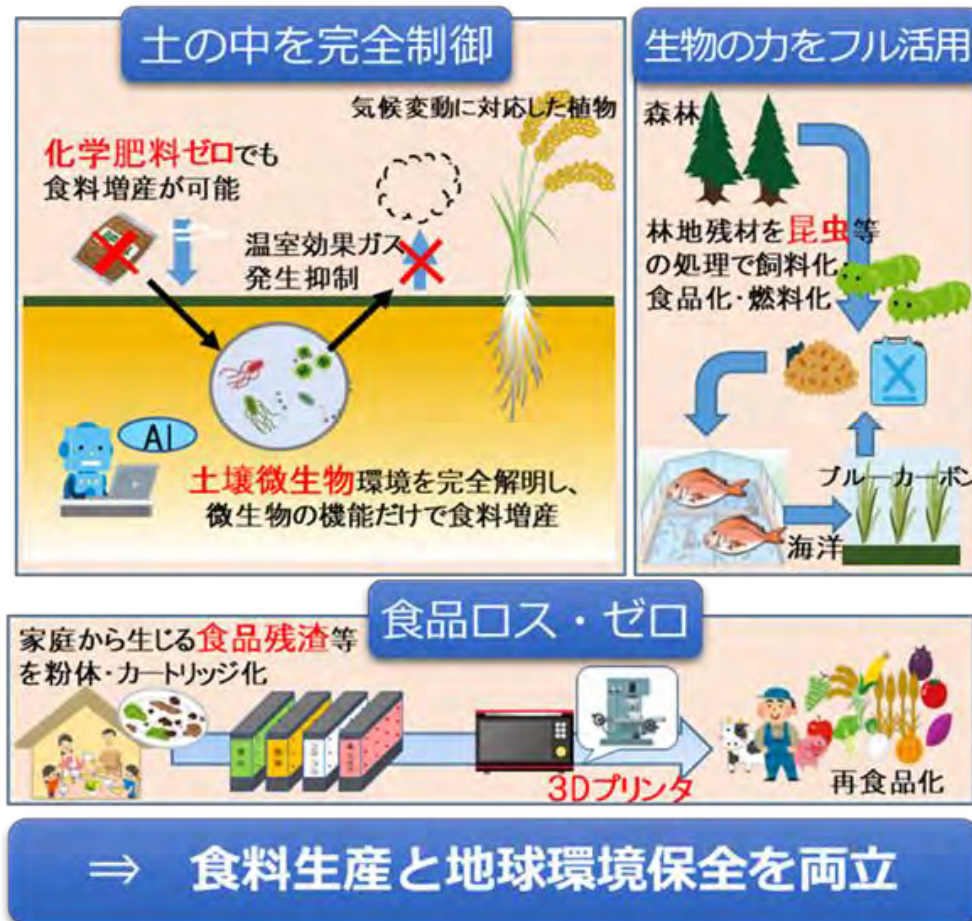 土の中を完全制御
気候変動に対応した植物
化学肥料ゼロでも
食料増産が可能
温室効果ガス
発生抑制
AI
土壌微生物環境を完全解明し、
微生物の機能だけで食料増産
生物の力をフル活用
森林
林地残材を昆虫等
の処理で飼料化・
食品化・燃料化
ブルーカーボン
海洋
食品ロス・ゼロ
家庭から生じる食品残渣等
を粉体・カートリッジ化
3Dプリンタ
再食品化
⇒ 食料生産と地球環境保全を両立